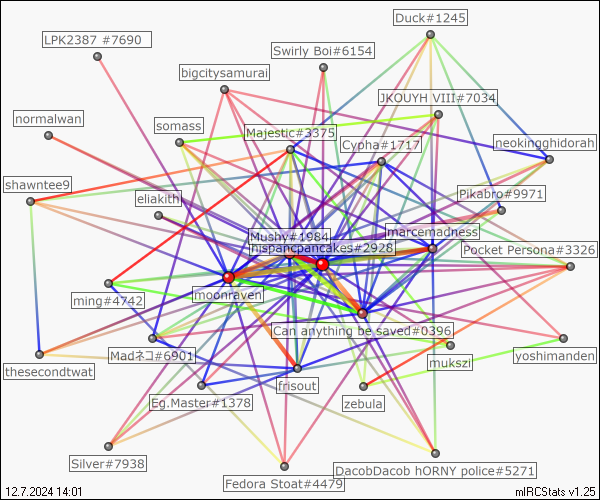 Duck#1245
LPK2387 #7690
Swirly Boi#6154
bigcitysamurai
JKOUYH VIII#7034
normalwan
somass
Majestic#3375
Cypha#1717
neokingghidorah
shawntee9
eliakith
Pikabro#9971
Mushy#1984
marcemadness
hispancpancakes#2928
Pocket Persona#3326
moonraven
ming#4742
Can anything be saved#0396
Madネコ#6901
mukszi
yoshimanden
thesecondtwat
frisout
Eg.Master#1378
zebula
Silver#7938
DacobDacob hORNY police#5271
Fedora Stoat#4479
12.7.2024 14:01
mIRCStats v1.25